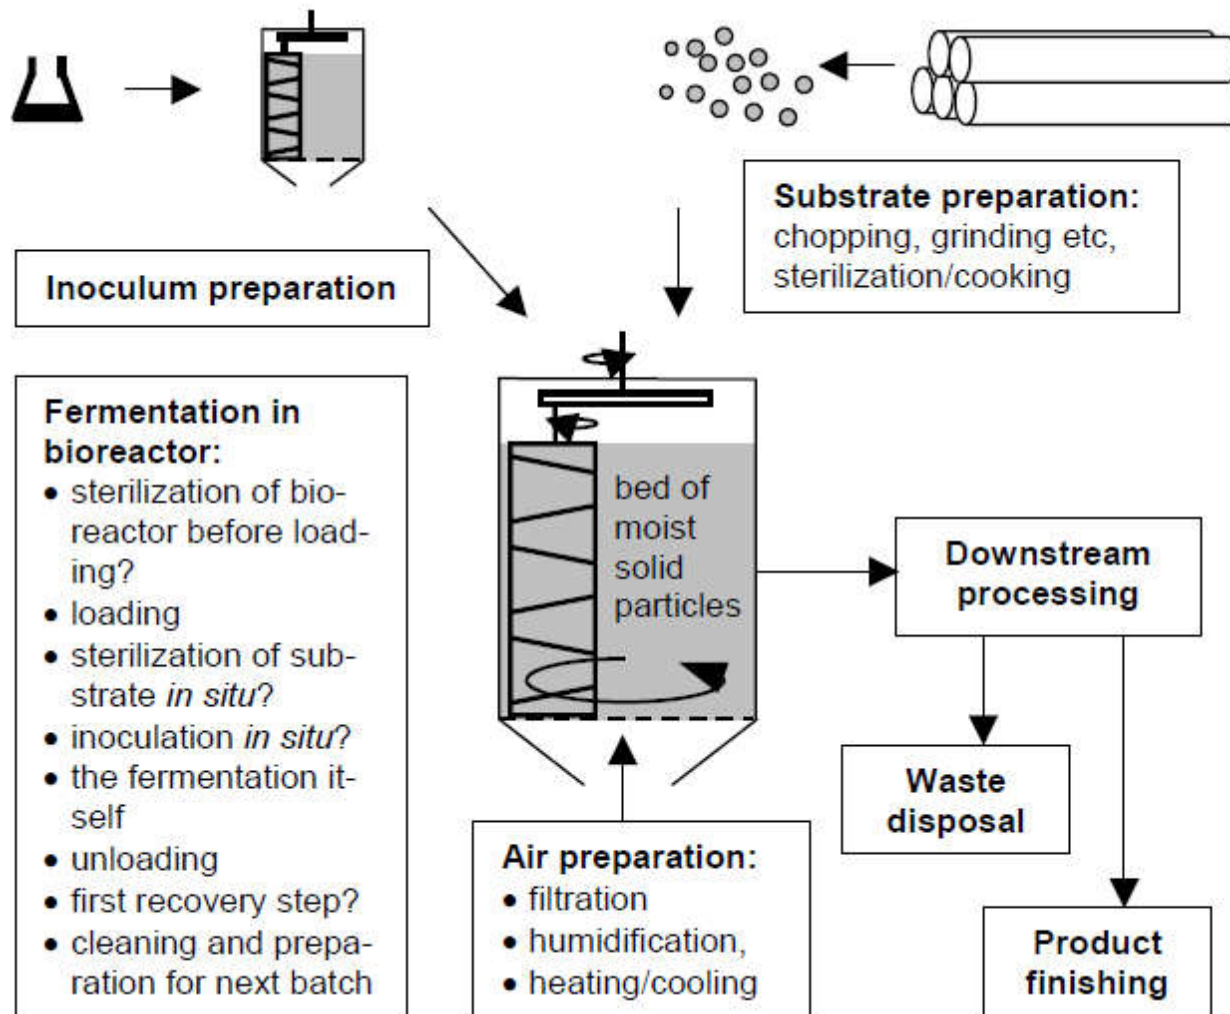 Substrate preparation:
chopping, grinding etc,
sterilization/cooking
Inoculum preparation
Fermentation in
bioreactor:
• sterilization of bio-
reactor before load-
ing?
• loading
• sterilization of sub-
strate in situ?
• inoculation in situ?
• the fermentation it-
self
• unloading
• first recovery step?
• cleaning and prepa-
ration for next batch
bed of
moist
solid
particles
Downstream
processing
Waste
disposal
Air preparation:
• filtration
• humidification,
• heating/cooling
Product
finishing